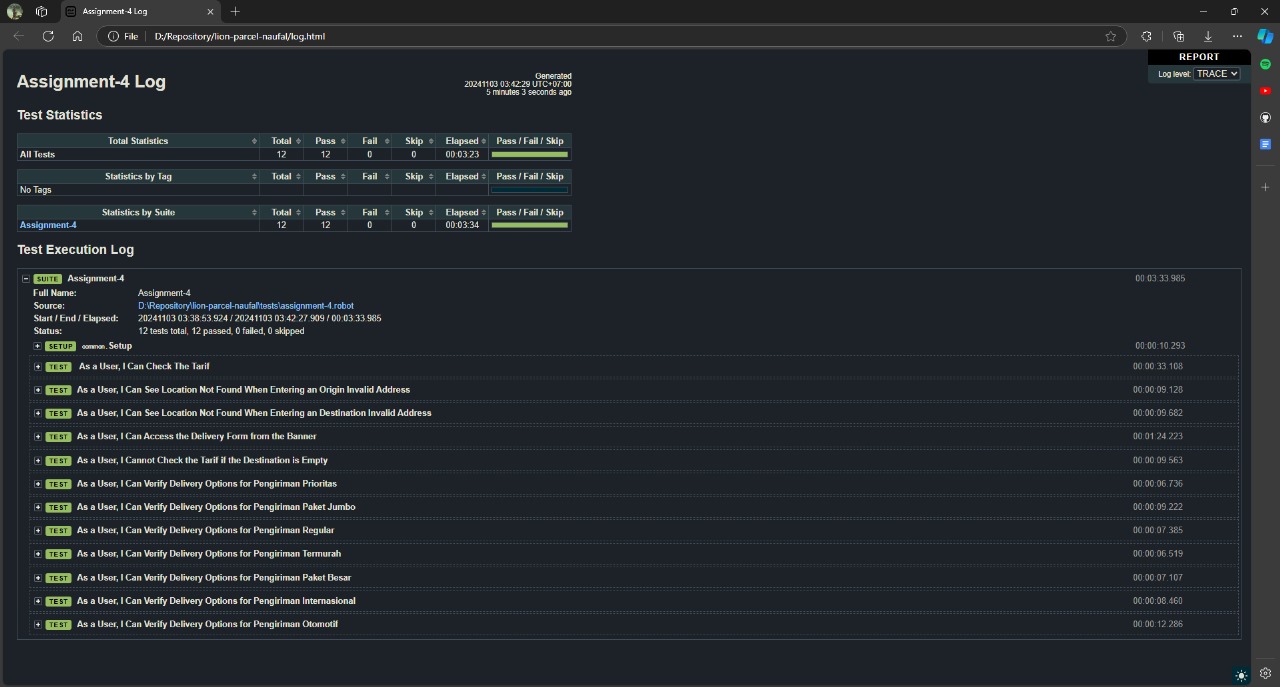 Assignment-4 Log
File D:/Repository/lion-parcel-naufal/log.html
REPORT
Log level: TRACE
Assignment-4 Log
Generated
20241103 03:42:29 UTC+07:00
5 minutes 3 seconds ago
Test Statistics
Total Statistics Total Pass Fail Skip Elapsed Pass / Fail / Skip
All Tests 12 12 0 0 00:03:23
Statistics by Tag Total Pass Fail Skip Elapsed Pass / Fail / Skip
No Tags
Statistics by Suite Total Pass Fail Skip Elapsed Pass / Fail / Skip
Assignment-4 12 12 0 0 00:03:34
Test Execution Log
SUITE Assignment-4 00:03:33.985
Full Name: Assignment-4
Source: D:\Repository\lion-parcel-naufal\tests\assignment-4.robot
Start / End / Elapsed: 20241103 03:38:53.924 / 20241103 03:42:27.909 / 00:03:33.985
Status: 12 tests total, 12 passed, 0 failed, 0 skipped
SETUP common. Setup 00:00:10.293
TEST As a User, I Can Check The Tarif 00:00:33.108
TEST As a User, I Can See Location Not Found When Entering an Origin Invalid Address 00:00:09.128
TEST As a User, I Can See Location Not Found When Entering an Destination Invalid Address 00:00:09.682
TEST As a User, I Can Access the Delivery Form from the Banner 00:01:24.223
TEST As a User, I Cannot Check the Tarif if the Destination is Empty 00:00:09.563
TEST As a User, I Can Verify Delivery Options for Pengiriman Prioritas 00:00:06.736
TEST As a User, I Can Verify Delivery Options for Pengiriman Paket Jumbo 00:00:09.222
TEST As a User, I Can Verify Delivery Options for Pengiriman Regular 00:00:07.385
TEST As a User, I Can Verify Delivery Options for Pengiriman Termurah 00:00:06.519
TEST As a User, I Can Verify Delivery Options for Pengiriman Paket Besar 00:00:07.107
TEST As a User, I Can Verify Delivery Options for Pengiriman Internasional 00:00:08.460
TEST As a User, I Can Verify Delivery Options for Pengiriman Otomotif 00:00:12.286